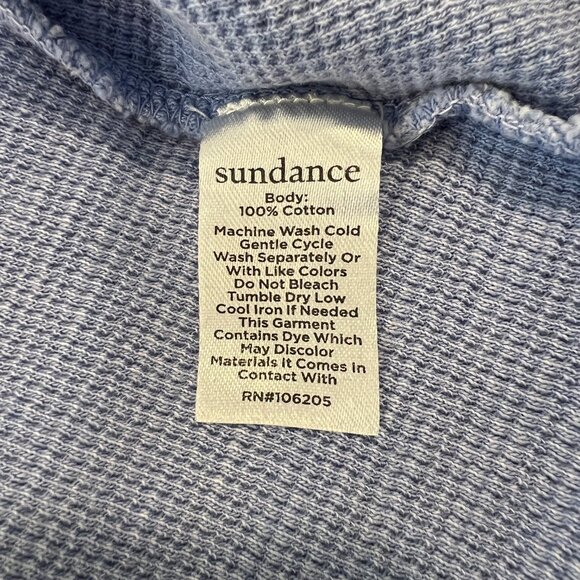 sundance
Body:
100% Cotton
Machine Wash Cold
Gentle Cycle
Wash Separately Or
With Like Colors
Do Not Bleach
Tumble Dry Low
Cool Iron If Needed
This Garment
Contains Dye Which
May Discolor
Materials It Comes In
Contact With
RN#106205